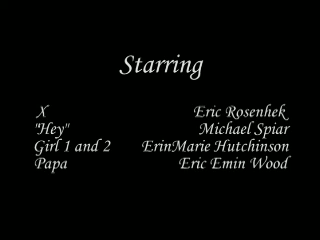 Starring
X Eric Rosenhek
"Hey" Michael Spiar
Girl 1 and 2 ErinMarie Hutchinson
Papa Eric Emin Wood